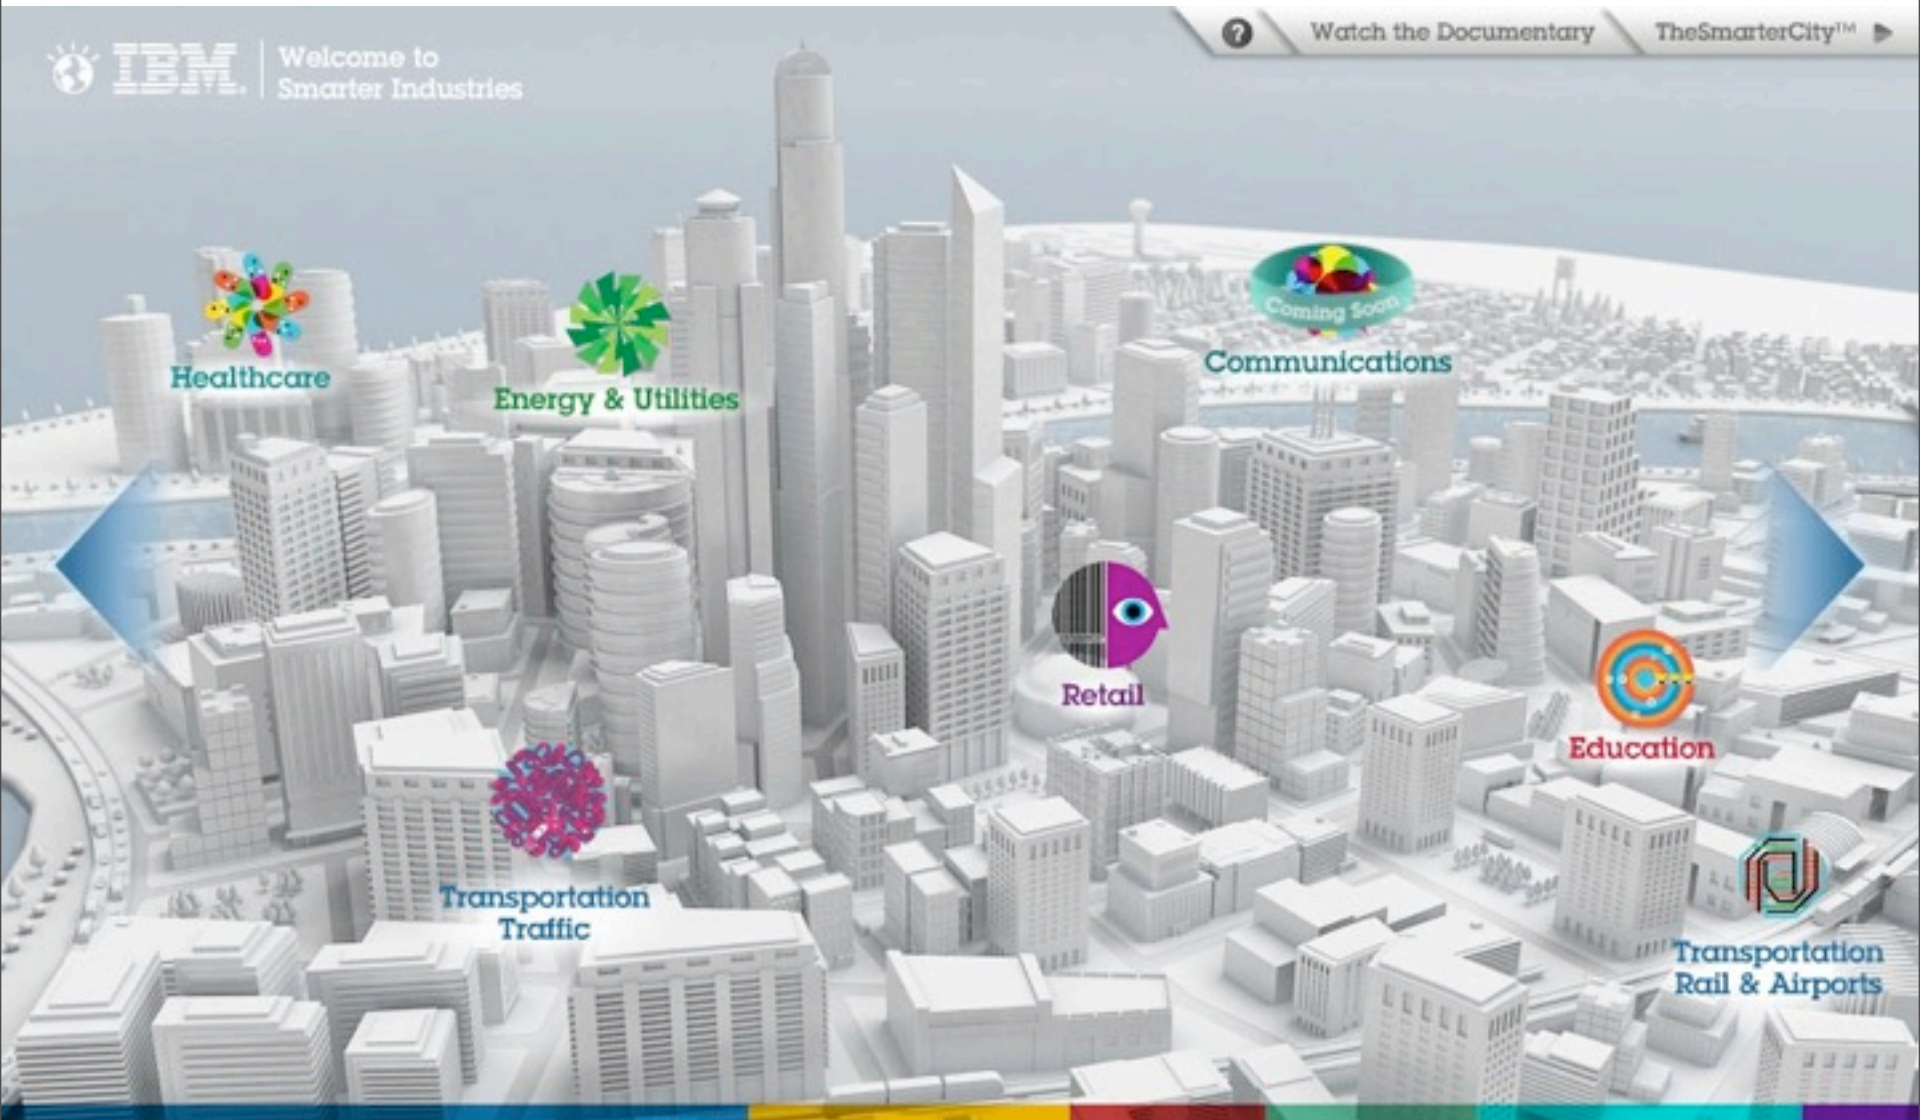 IBM.
Welcome to
Smarter Industries
?
Watch the Documentary
TheSmarterCity™
Healthcare
Energy & Utilities
Coming Soon
Communications
Retail
Education
Transportation
Traffic
Transportation
Rail & Airports